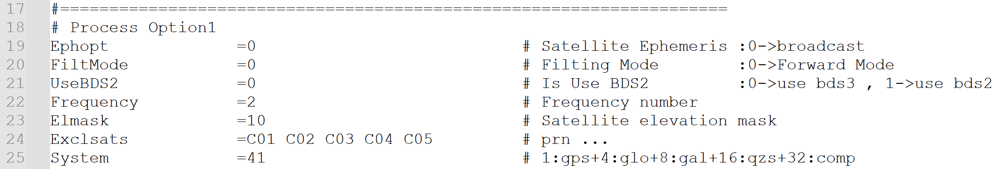 17 #====================================================================
18 # Process Option1
19 Ephopt =0 # Satellite Ephemeris :0->broadcast
20 FiltMode =0 # Filting Mode :0->Forward Mode
21 UseBDS2 =0 # Is Use BDS2 :0->use bds3 , 1->use bds2
22 Frequency =2 # Frequency number
23 Elmask =10 # Satellite elevation mask
24 Exclsats =C01 C02 C03 C04 C05 # prn ...
25 System =41 # 1:gps+4:glo+8:gal+16:qzs+32:comp